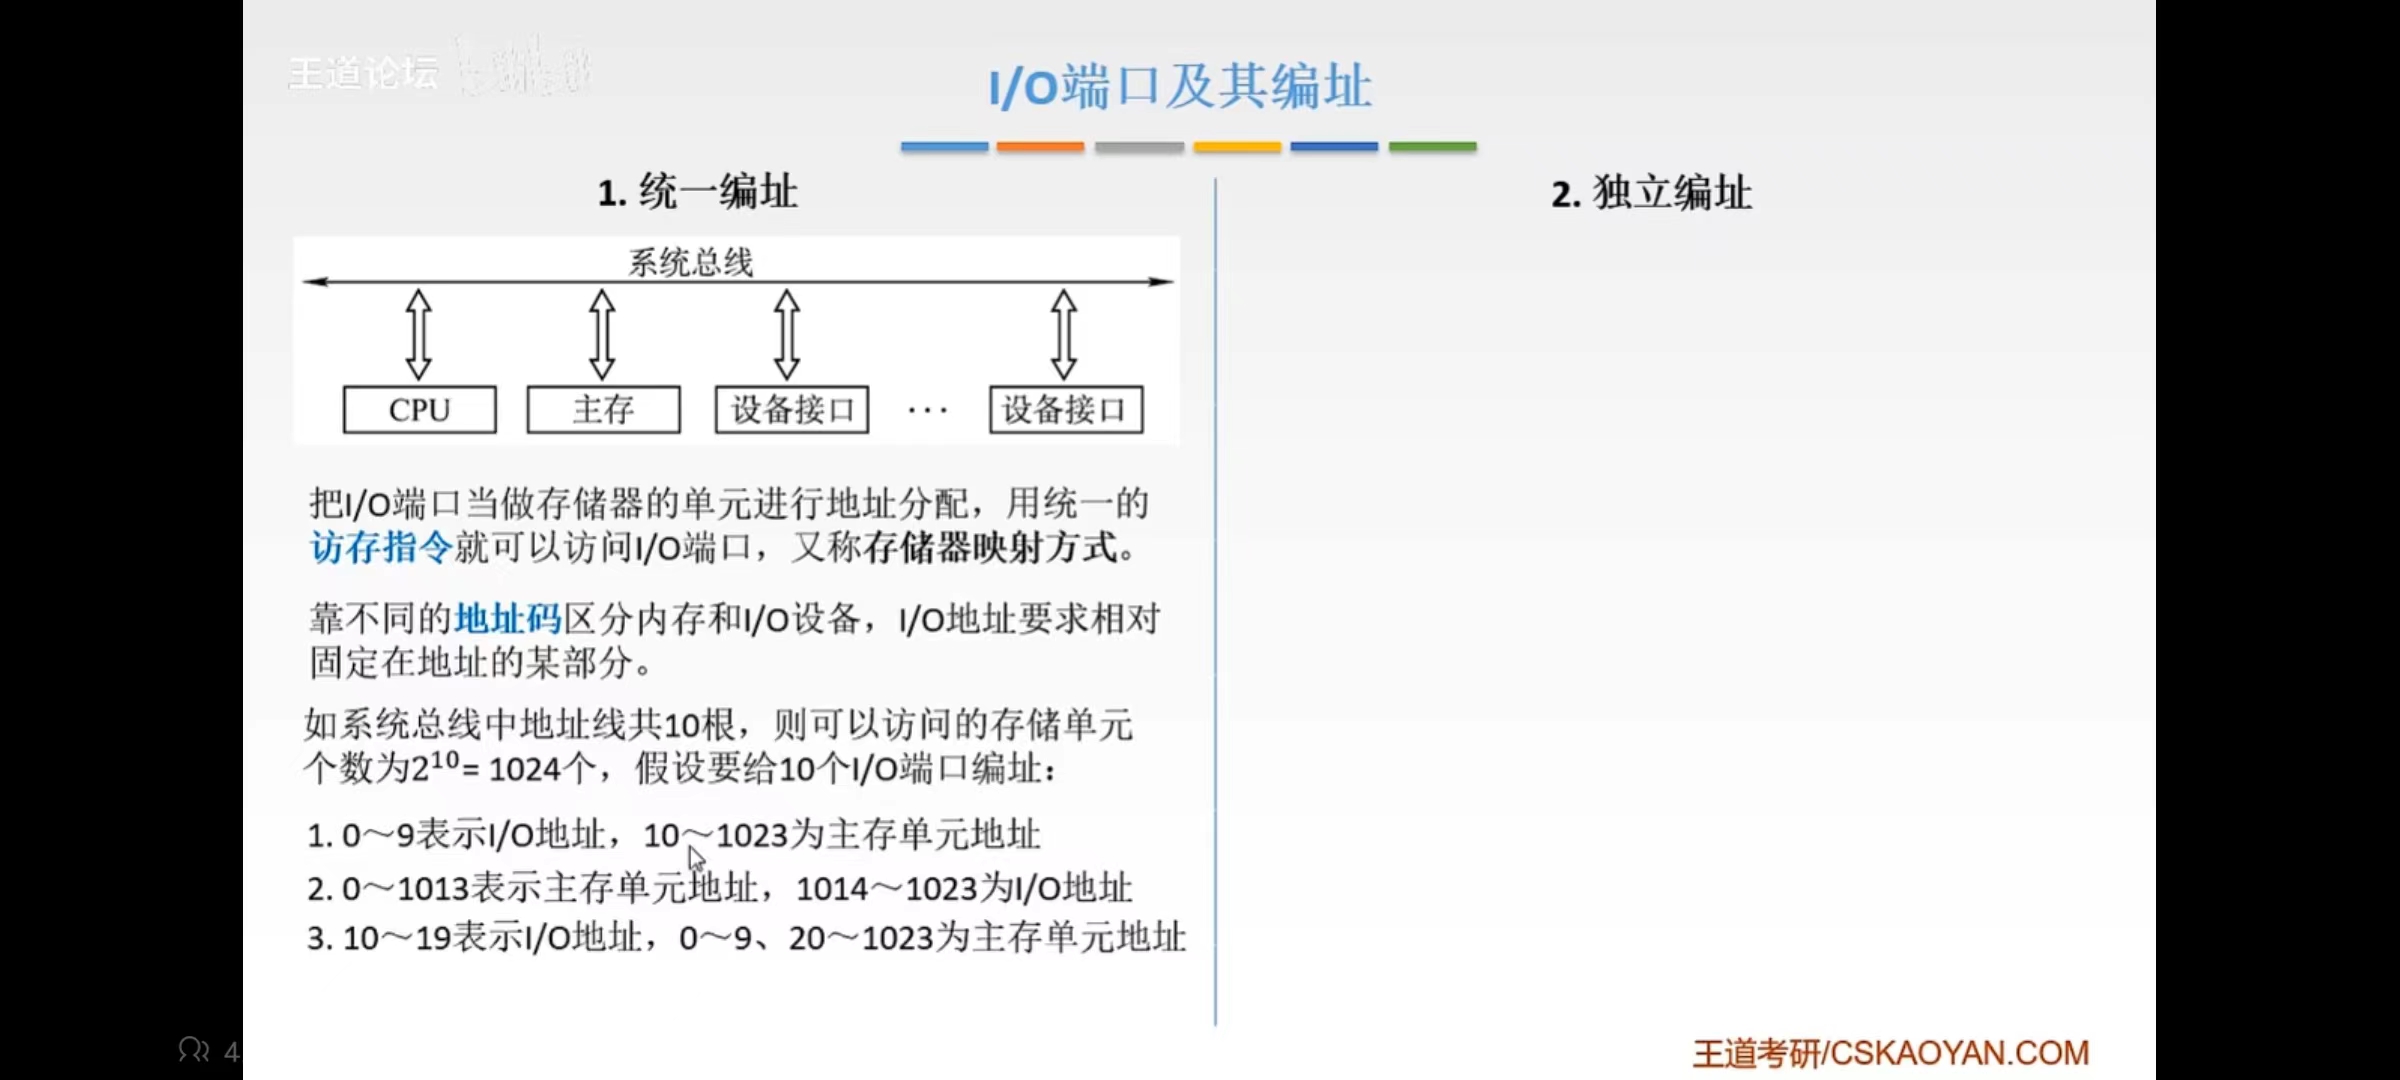 王道论坛
I/O端口及其编址
1. 统一编址
系统总线
CPU
主存
设备接口
···
设备接口
把I/O端口当做存储器的单元进行地址分配，用统一的
访存指令就可以访问I/O端口，又称存储器映射方式。
靠不同的地址码区分内存和I/O设备，I/O地址要求相对
固定在地址的某部分。
如系统总线中地址线共10根，则可以访问的存储单元
个数为2¹⁰= 1024个，假设要给10个I/O端口编址：
1. 0～9表示I/O地址，10～1023为主存单元地址
2. 0～1013表示主存单元地址，1014～1023为I/O地址
3. 10～19表示I/O地址，0～9、20～1023为主存单元地址
2. 独立编址
4
王道考研/CSKAOYAN.COM